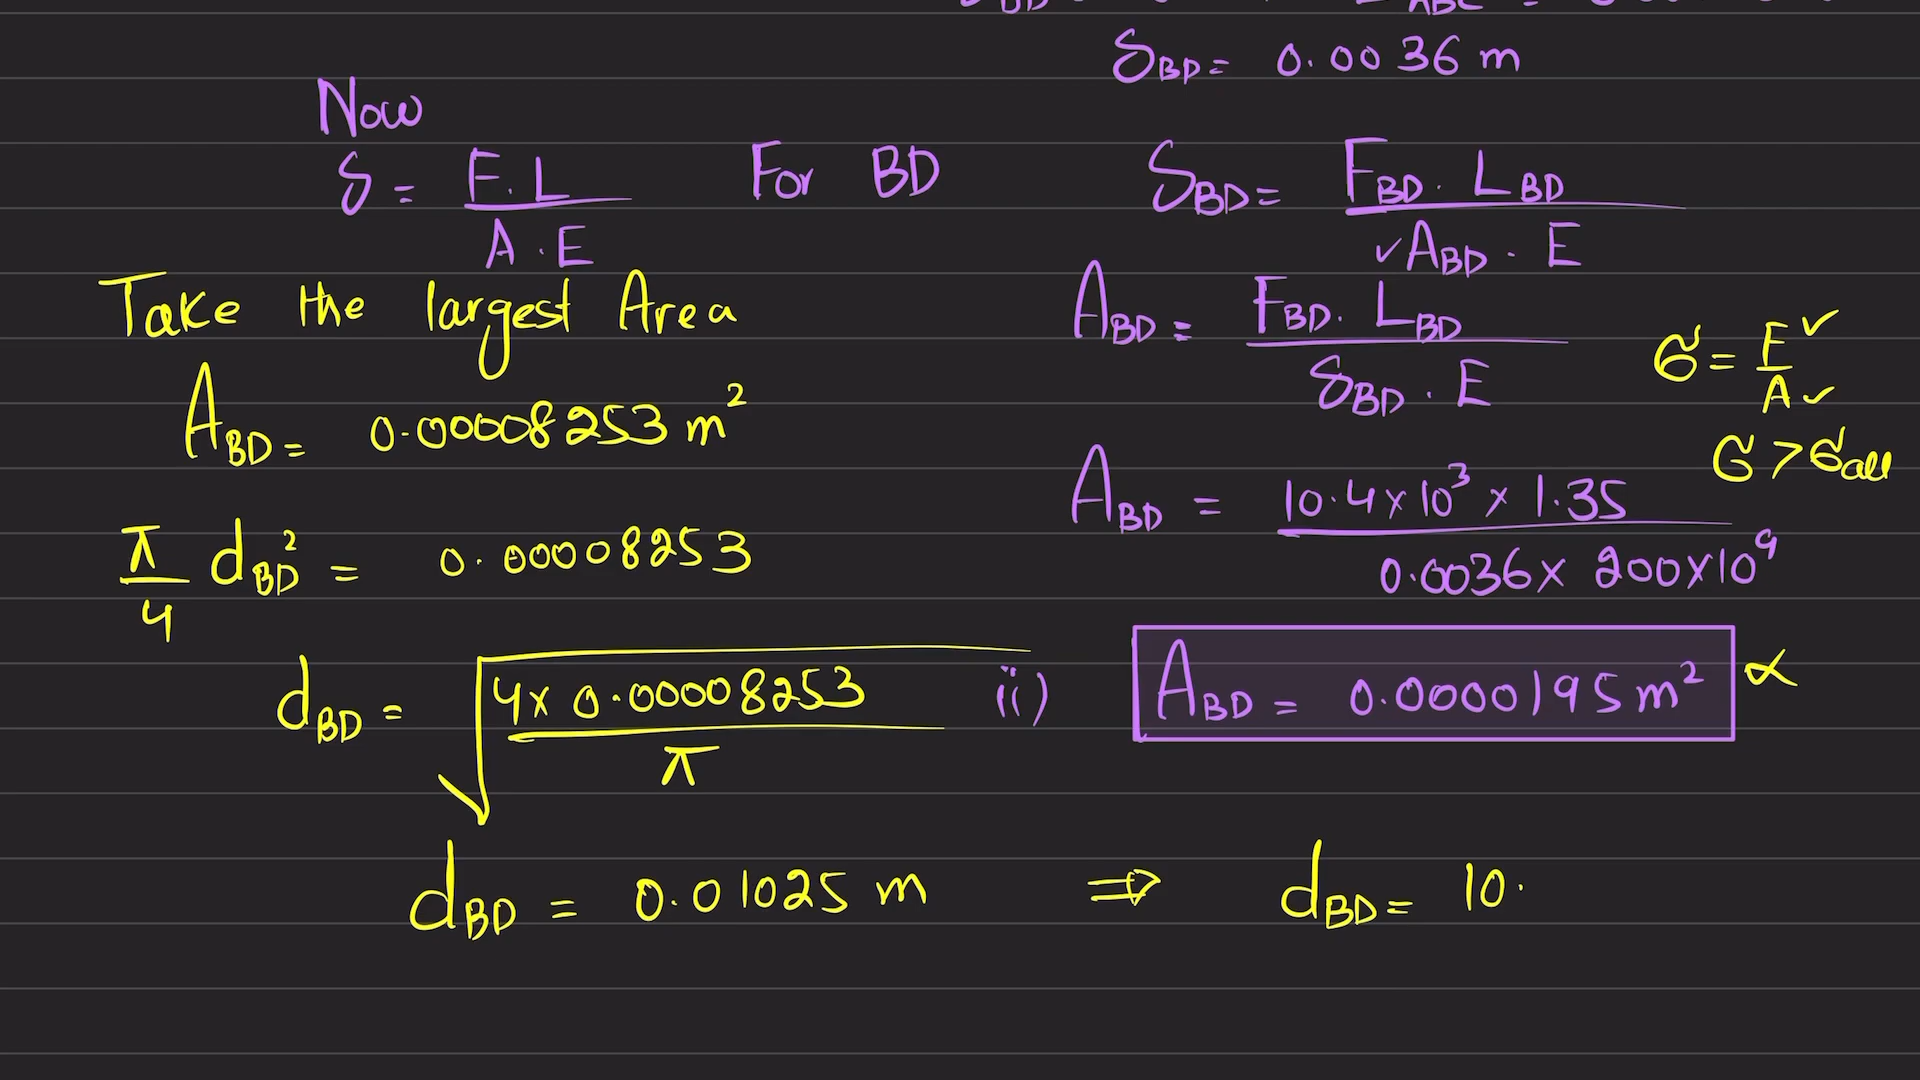 δBD = 0.0036 m
Now
δ = F.L / A.E For BD δBD = FBD. LBD / ✓ABD. E
Take the largest Area
ABD = FBD. LBD / δBD. E
σ = F✓ / A✓
σ > σall
ABD = 0.00008253 m²
ABD = 10.4x10³ x 1.35 / 0.0036x 200x10⁹
π/4 dBD² = 0.00008253
dBD = √(4x 0.00008253 / π)
ii) ABD = 0.0000195 m² ∝
dBD = 0.01025 m ⇒ dBD = 10.